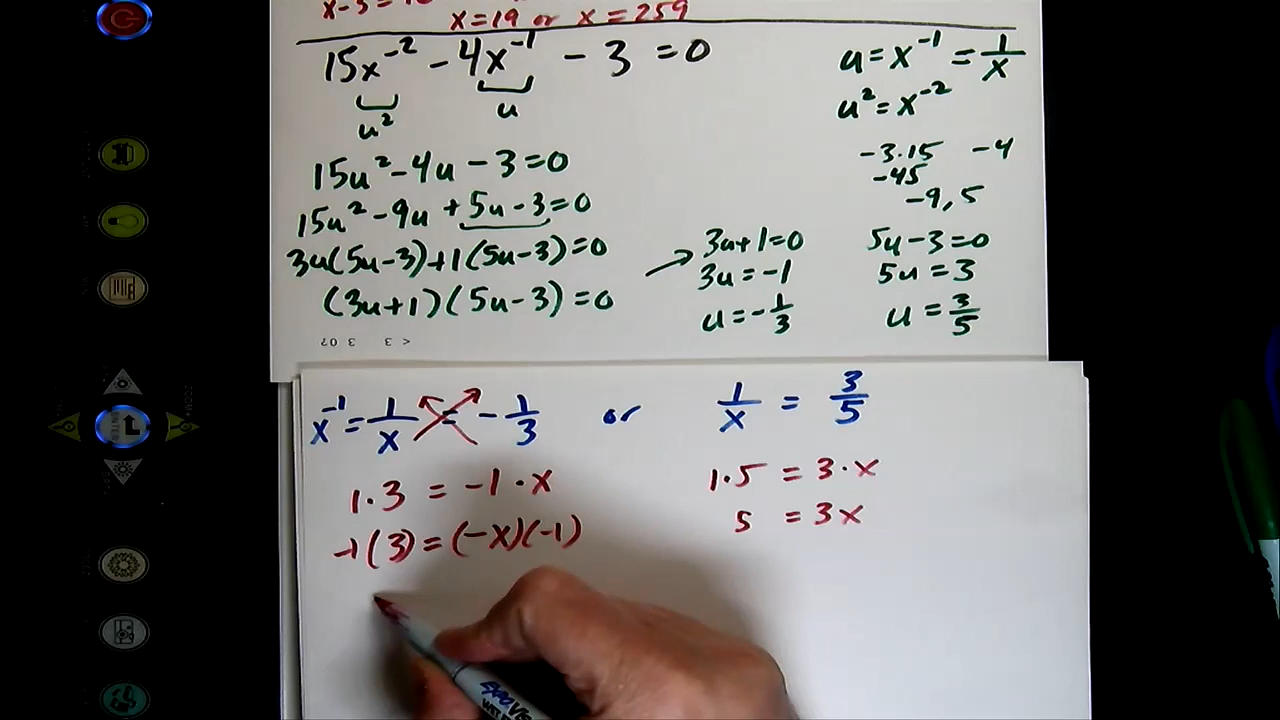 x=19 or x=259
15x⁻² - 4x⁻¹ - 3 = 0
u² u
15u² - 4u - 3 = 0
15u² - 9u + 5u - 3 = 0
3u(5u-3)+1(5u-3)=0
(3u+1)(5u-3)=0
u = x⁻¹ = 1/x
u² = x⁻²
-3·15 -4
-45
-9,5
3u+1=0 5u-3=0
3u=-1 5u=3
u=-1/3 u=3/5
x⁻¹ = 1/x = -1/3 or 1/x = 3/5
1·3 = -1·x 1·5 = 3·x
-1(3)=(-x)(-1) 5 = 3x
EXPO VIS